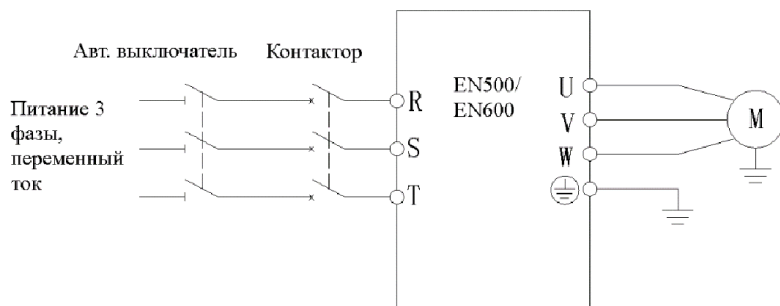 Авт. выключатель
Контактор
Питание 3
фазы,
переменный
ток
R
S
T
EN500/
EN600
U
V
W
M